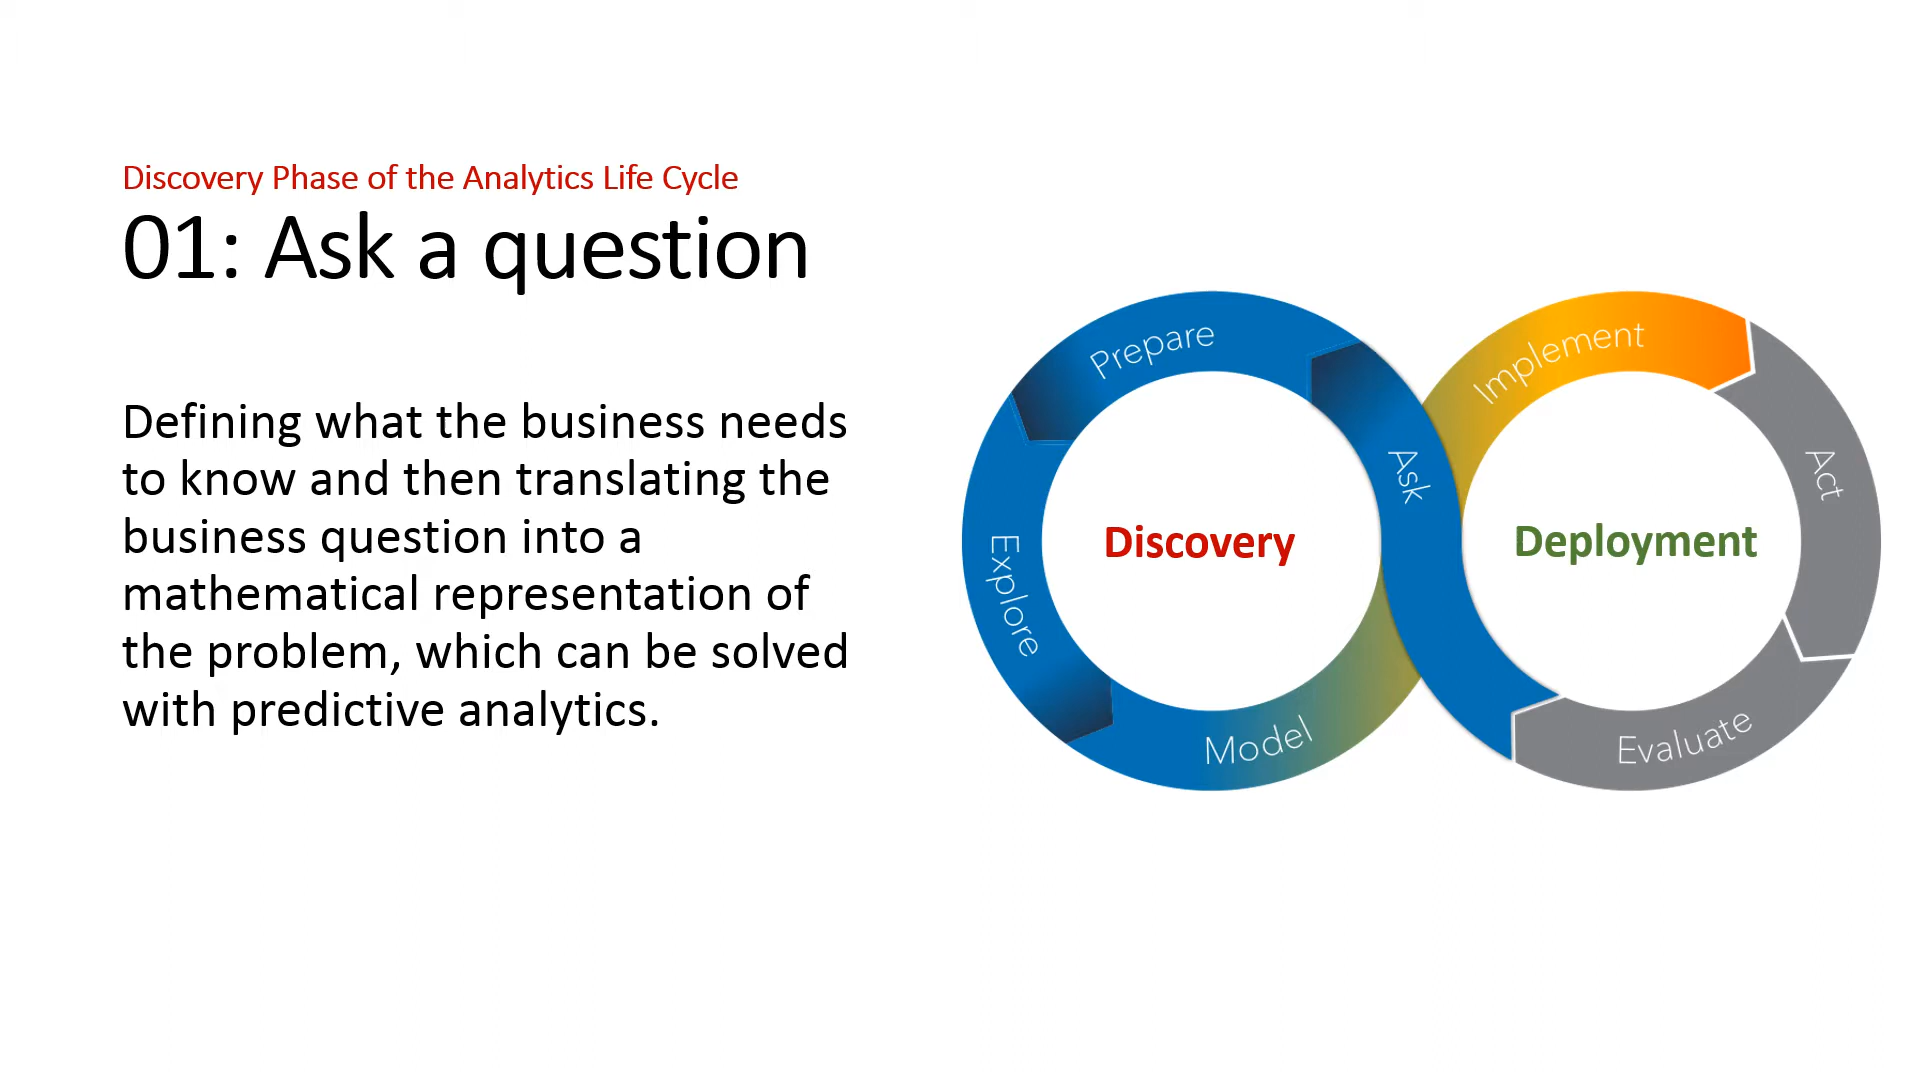 Discovery Phase of the Analytics Life Cycle
01: Ask a question
Defining what the business needs
to know and then translating the
business question into a
mathematical representation of
the problem, which can be solved
with predictive analytics.
Prepare
Ask
Explore
Model
Discovery
Implement
Act
Evaluate
Deployment